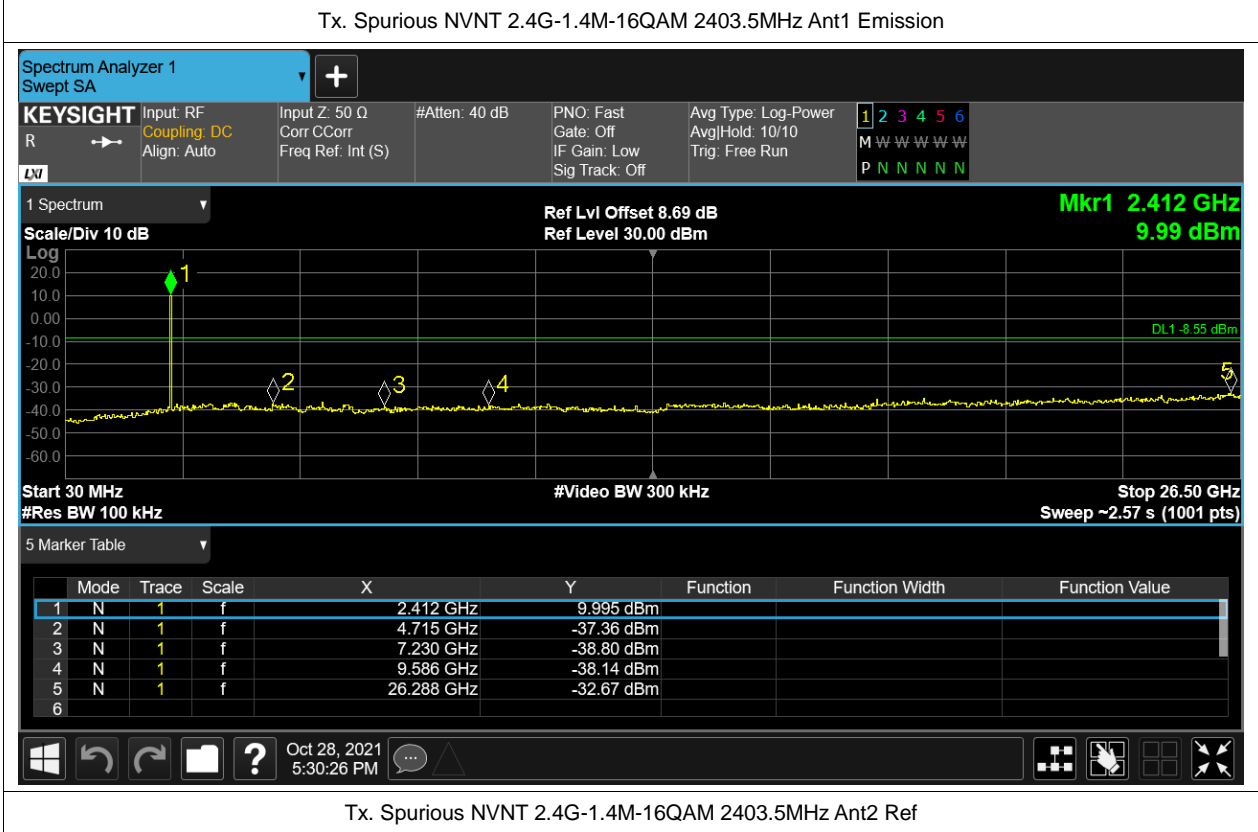 Tx. Spurious NVNT 2.4G-1.4M-16QAM 2403.5MHz Ant1 Emission
Spectrum Analyzer 1
Swept SA
KEYSIGHT
R
LXI
Input: RF
Coupling: DC
Align: Auto
Input Z: 50 Ω
Corr CCorr
Freq Ref: Int (S)
#Atten: 40 dB
PNO: Fast
Gate: Off
IF Gain: Low
Sig Track: Off
Avg Type: Log-Power
Avg|Hold: 10/10
Trig: Free Run
1 2 3 4 5 6
M W W W W W
P N N N N N
1 Spectrum
Scale/Div 10 dB
Ref Lvl Offset 8.69 dB
Ref Level 30.00 dBm
Mkr1 2.412 GHz
9.99 dBm
Log
20.0
10.0
0.00
-10.0
-20.0
-30.0
-40.0
-50.0
-60.0
1
2
3
4
5
DL1 -8.55 dBm
Start 30 MHz
#Video BW 300 kHz
Stop 26.50 GHz
#Res BW 100 kHz
Sweep ~2.57 s (1001 pts)
5 Marker Table
Mode Trace Scale X Y Function Function Width Function Value
1 N 1 f 2.412 GHz 9.995 dBm
2 N 1 f 4.715 GHz -37.36 dBm
3 N 1 f 7.230 GHz -38.80 dBm
4 N 1 f 9.586 GHz -38.14 dBm
5 N 1 f 26.288 GHz -32.67 dBm
6
?
Oct 28, 2021
5:30:26 PM
Tx. Spurious NVNT 2.4G-1.4M-16QAM 2403.5MHz Ant2 Ref